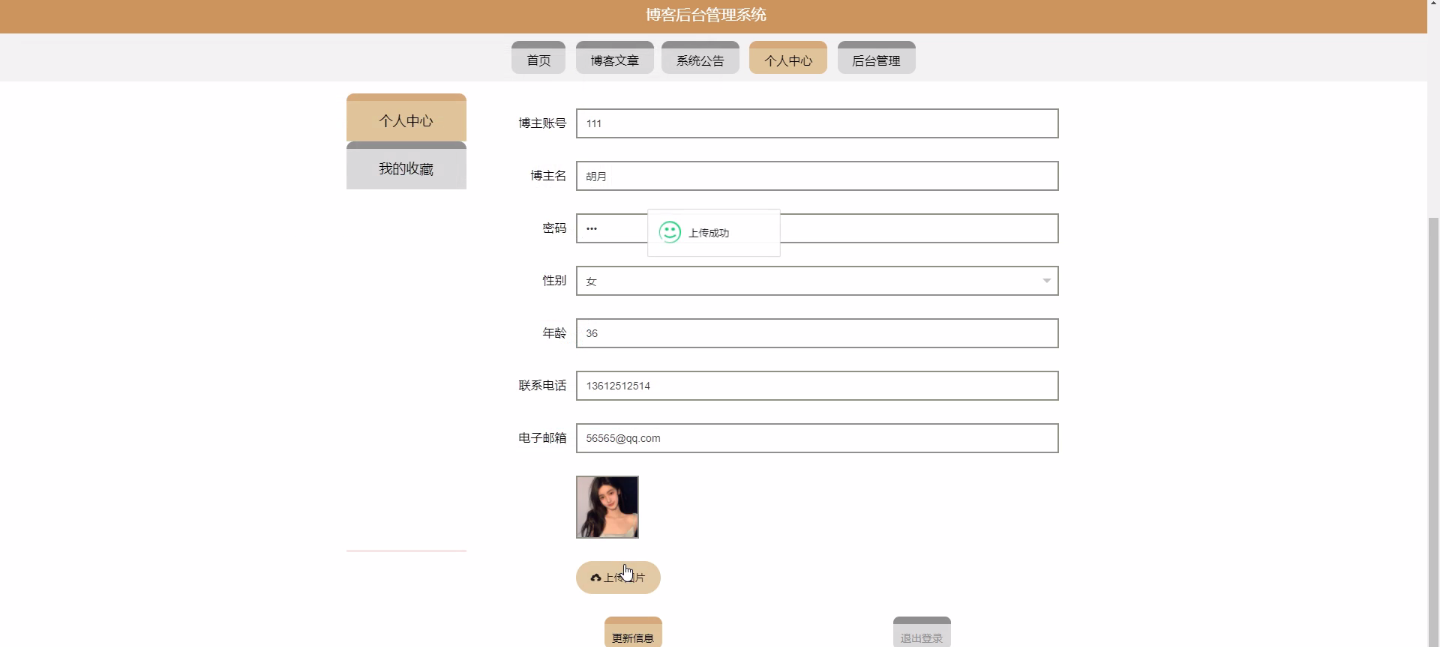 博客后台管理系统
首页 博客文章 系统公告 个人中心 后台管理
个人中心
我的收藏
博主账号 111
博主名 胡月
密码 •••
上传成功
性别 女
年龄 36
联系电话 13612512514
电子邮箱 56565@qq.com
上传图片
更新信息 退出登录